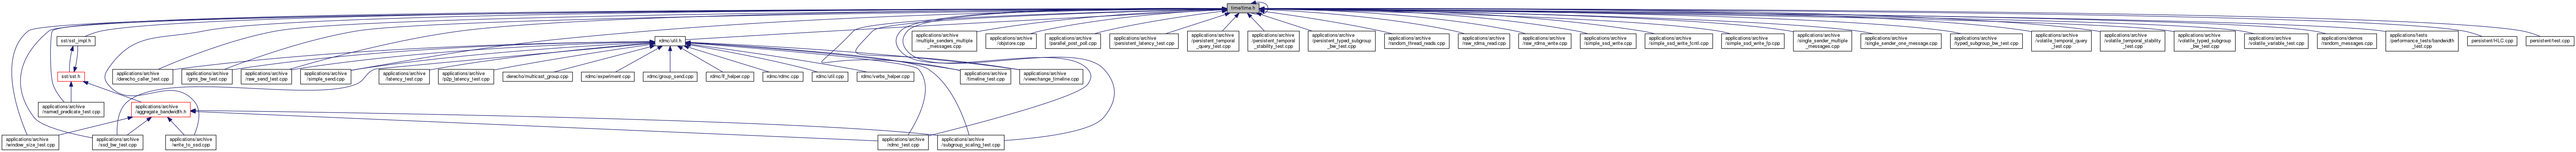 time/time.h
sst/sst_impl.h
rdmc/util.h
applications/archive
/multiple_senders_multiple
_messages.cpp
applications/archive
/objstore.cpp
applications/archive
/parallel_post_poll.cpp
applications/archive
/persistent_latency_test.cpp
applications/archive
/persistent_temporal
_query_test.cpp
applications/archive
/persistent_temporal
_stability_test.cpp
applications/archive
/persistent_typed_subgroup
_bw_test.cpp
applications/archive
/random_thread_reads.cpp
applications/archive
/raw_rdma_read.cpp
applications/archive
/raw_rdma_write.cpp
applications/archive
/simple_ssd_write.cpp
applications/archive
/simple_ssd_write_fcntl.cpp
applications/archive
/simple_ssd_write_fp.cpp
applications/archive
/single_sender_multiple
_messages.cpp
applications/archive
/single_sender_one_message.cpp
applications/archive
/typed_subgroup_bw_test.cpp
applications/archive
/volatile_temporal_query
_test.cpp
applications/archive
/volatile_temporal_stability
_test.cpp
applications/archive
/volatile_typed_subgroup
_bw_test.cpp
applications/archive
/volatile_variable_test.cpp
applications/demos
/random_messages.cpp
applications/tests
/performance_tests/bandwidth
_test.cpp
persistent/HLC.cpp
persistent/test.cpp
sst/sst.h
applications/archive
/derecho_caller_test.cpp
applications/archive
/gms_bw_test.cpp
applications/archive
/raw_send_test.cpp
applications/archive
/simple_send.cpp
applications/archive
/latency_test.cpp
applications/archive
/p2p_latency_test.cpp
derecho/multicast_group.cpp
rdmc/experiment.cpp
rdmc/group_send.cpp
rdmc/lf_helper.cpp
rdmc/rdmc.cpp
rdmc/util.cpp
rdmc/verbs_helper.cpp
applications/archive
/timeline_test.cpp
applications/archive
/viewchange_timeline.cpp
applications/archive
/named_predicate_test.cpp
applications/archive
/aggregate_bandwidth.h
applications/archive
/window_size_test.cpp
applications/archive
/ssd_bw_test.cpp
applications/archive
/write_to_ssd.cpp
applications/archive
/rdmc_test.cpp
applications/archive
/subgroup_scaling_test.cpp